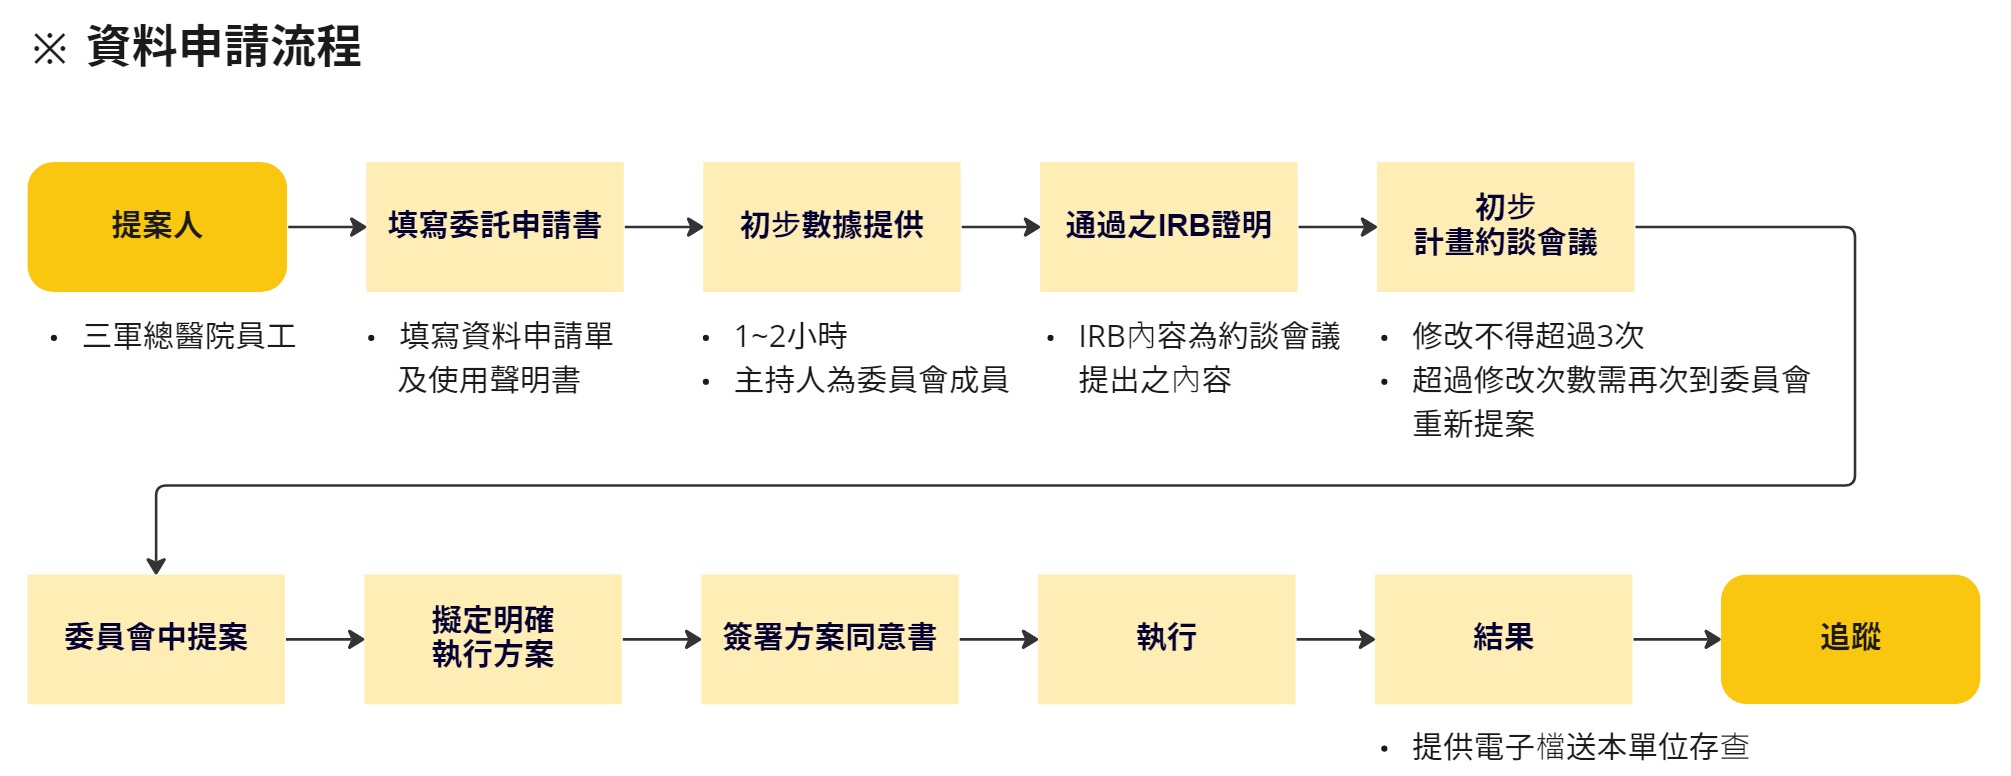 ※ 資料申請流程
提案人
填寫委託申請書
初步數據提供
通過之IRB證明
初步
計畫約談會議
• 三軍總醫院員工
• 填寫資料申請單
及使用聲明書
• 1~2小時
• 主持人為委員會成員
• IRB內容為約談會議
提出之內容
• 修改不得超過3次
• 超過修改次數需再次到委員會
重新提案
委員會中提案
擬定明確
執行方案
簽署方案同意書
執行
結果
追蹤
• 提供電子檔送本單位存查